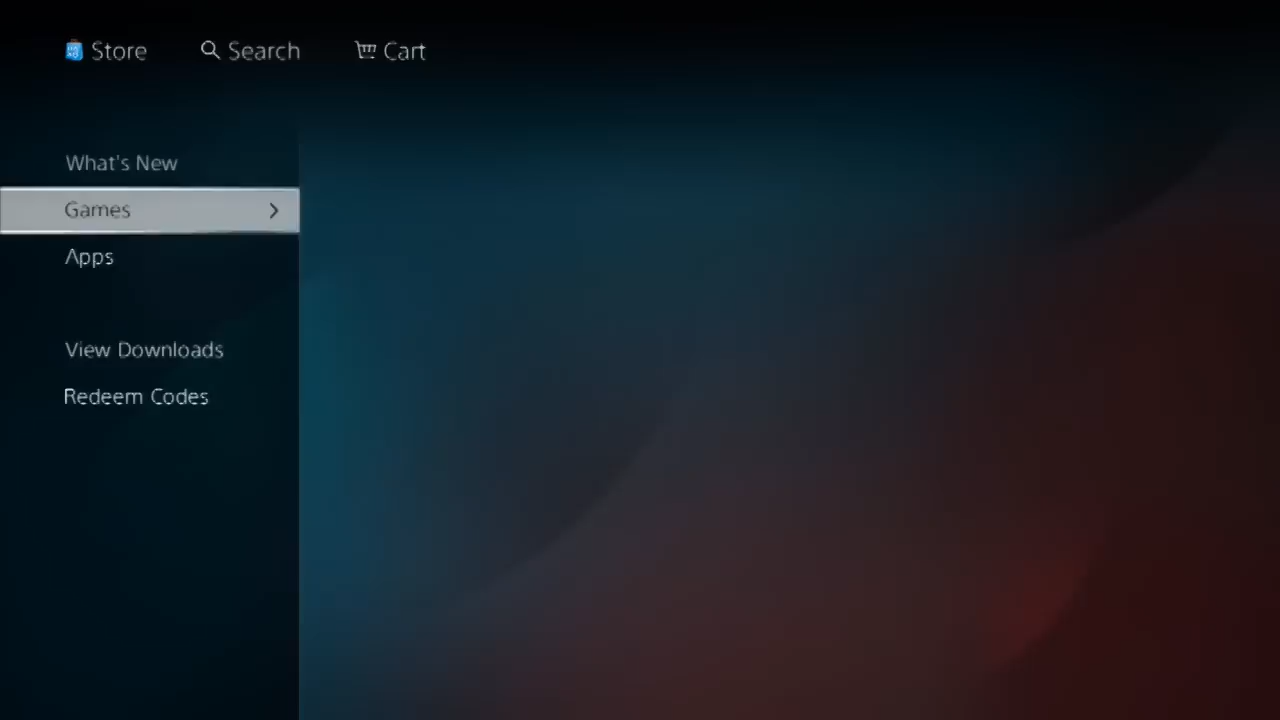 Store Search Cart
What's New
Games
Apps
View Downloads
Redeem Codes